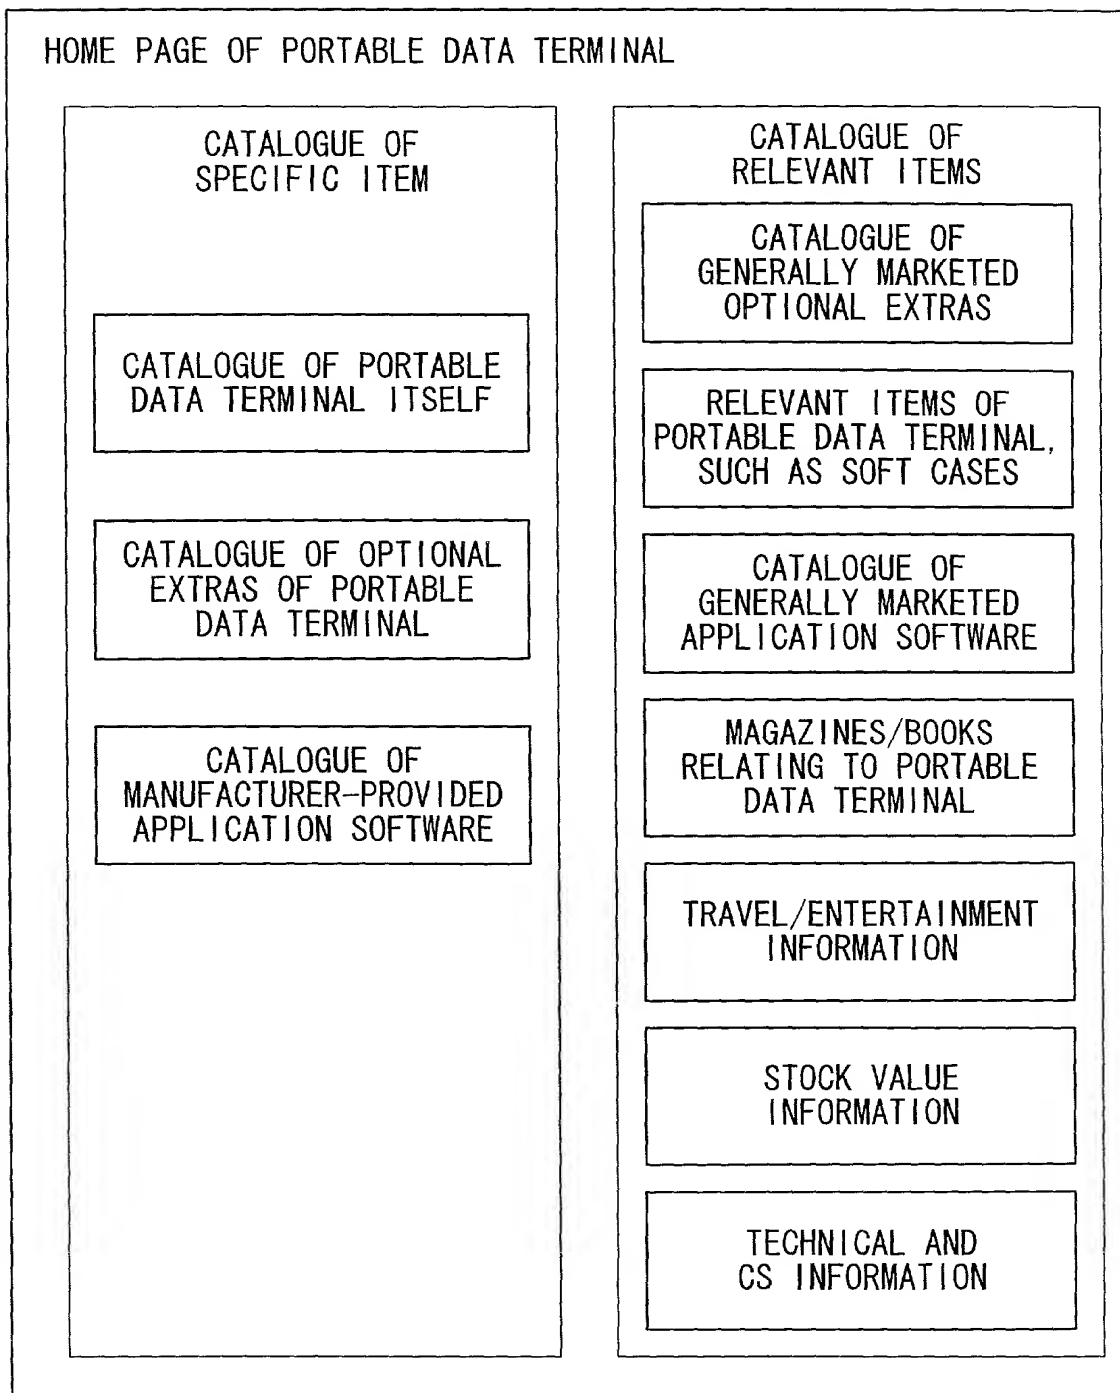 HOME PAGE OF PORTABLE DATA TERMINAL
CATALOGUE OF
SPECIFIC ITEM
CATALOGUE OF PORTABLE
DATA TERMINAL ITSELF
CATALOGUE OF OPTIONAL
EXTRAS OF PORTABLE
DATA TERMINAL
CATALOGUE OF
MANUFACTURER-PROVIDED
APPLICATION SOFTWARE
CATALOGUE OF
RELEVANT ITEMS
CATALOGUE OF
GENERALLY MARKETED
OPTIONAL EXTRAS
RELEVANT ITEMS OF
PORTABLE DATA TERMINAL,
SUCH AS SOFT CASES
CATALOGUE OF
GENERALLY MARKETED
APPLICATION SOFTWARE
MAGAZINES/BOOKS
RELATING TO PORTABLE
DATA TERMINAL
TRAVEL/ENTERTAINMENT
INFORMATION
STOCK VALUE
INFORMATION
TECHNICAL AND
CS INFORMATION